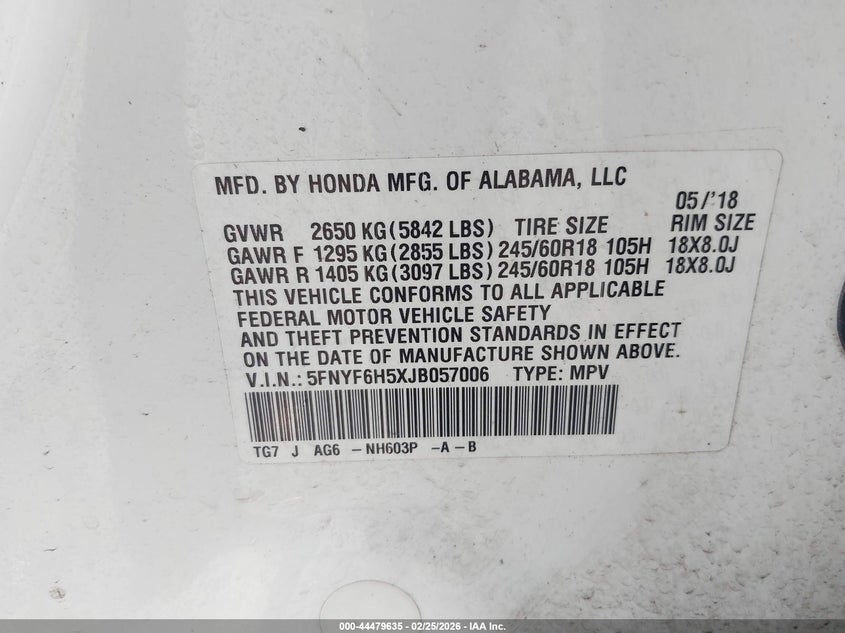 MFD. BY HONDA MFG. OF ALABAMA, LLC
05/'18
GVWR 2650 KG(5842 LBS) TIRE SIZE RIM SIZE
GAWR F 1295 KG(2855 LBS) 245/60R18 105H 18X8.0J
GAWR R 1405 KG(3097 LBS) 245/60R18 105H 18X8.0J
THIS VEHICLE CONFORMS TO ALL APPLICABLE
FEDERAL MOTOR VEHICLE SAFETY
AND THEFT PREVENTION STANDARDS IN EFFECT
ON THE DATE OF MANUFACTURE SHOWN ABOVE.
V.I.N.: 5FNYF6H5XJB057006 TYPE: MPV
TG7 J AG6 – NH603P –A – B
000-44479635 - 02/25/2026 - IAA Inc.